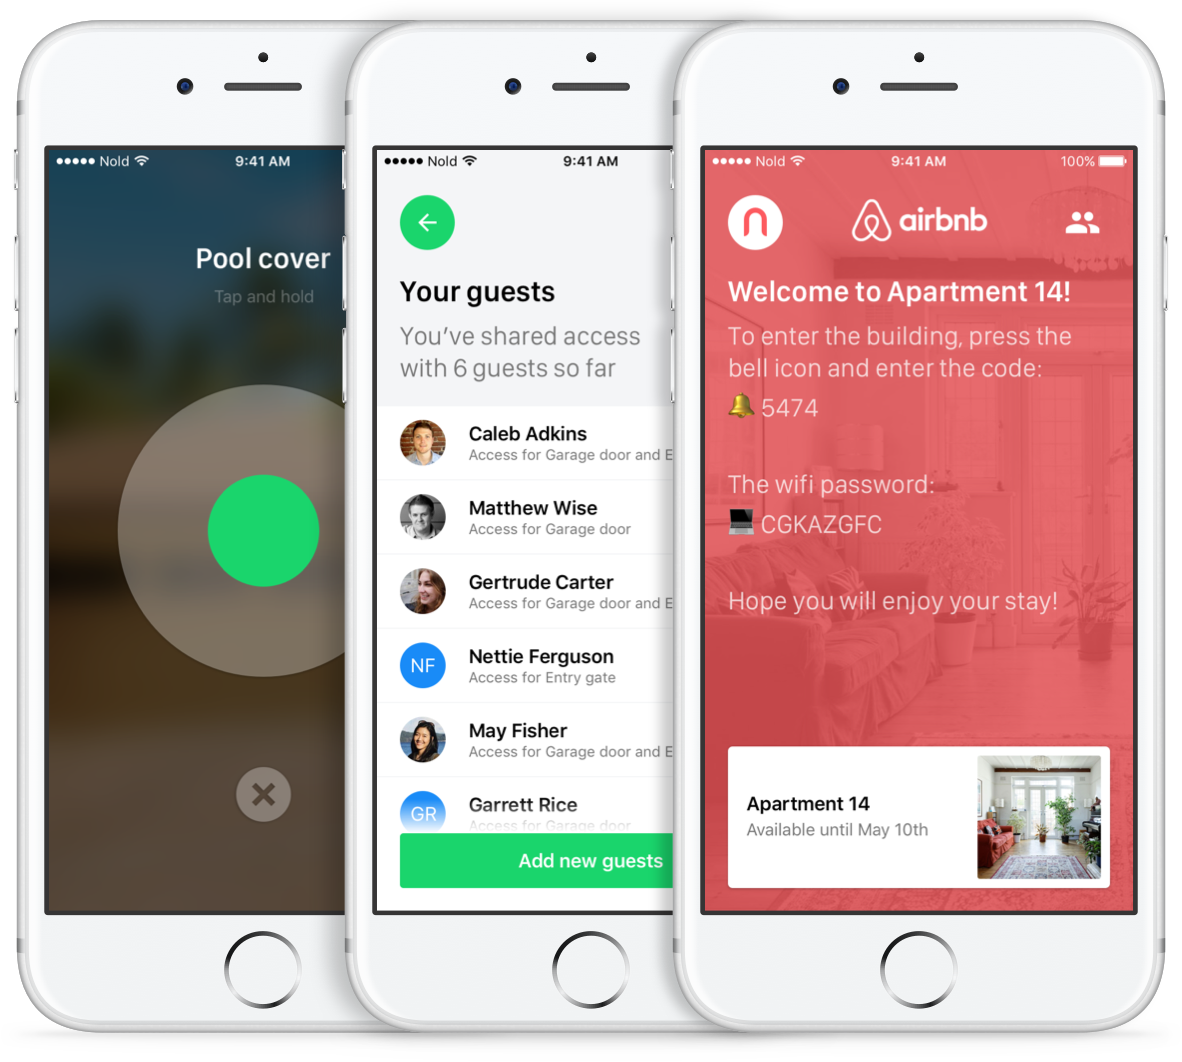 Nold
9:41 AM
Pool cover
Tap and hold
Nold
9:41 AM
Your guests
You’ve shared access
with 6 guests so far
Caleb Adkins
Access for Garage door and E
Matthew Wise
Access for Garage door
Gertrude Carter
Access for Garage door and E
NF
Nettie Ferguson
Access for Entry gate
May Fisher
Access for Garage door and E
GR
Garrett Rice
Access for Garage door
Add new guests
Nold
9:41 AM
100%
n
airbnb
Welcome to Apartment 14!
To enter the building, press the
bell icon and enter the code:
🔔 5474
The wifi password:
💻 CGKAZGFC
Hope you will enjoy your stay!
Apartment 14
Available until May 10th